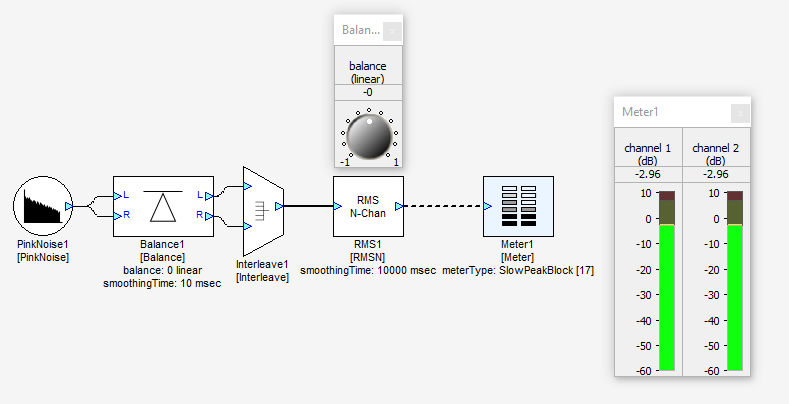 Balan... x
balance
(linear)
-0
-1 1
Meter1 x
channel 1 channel 2
(dB) (dB)
-2.96 -2.96
10 10
0 0
-10 -10
-20 -20
-30 -30
-40 -40
-50 -50
-60 -60
L L
R R
RMS
N-Chan
PinkNoise1
[PinkNoise]
Balance1
[Balance]
balance: 0 linear
smoothingTime: 10 msec
Interleave1
[Interleave]
RMS1
[RMSN]
smoothingTime: 10000 msec
Meter1
[Meter]
meterType: SlowPeakBlock [17]